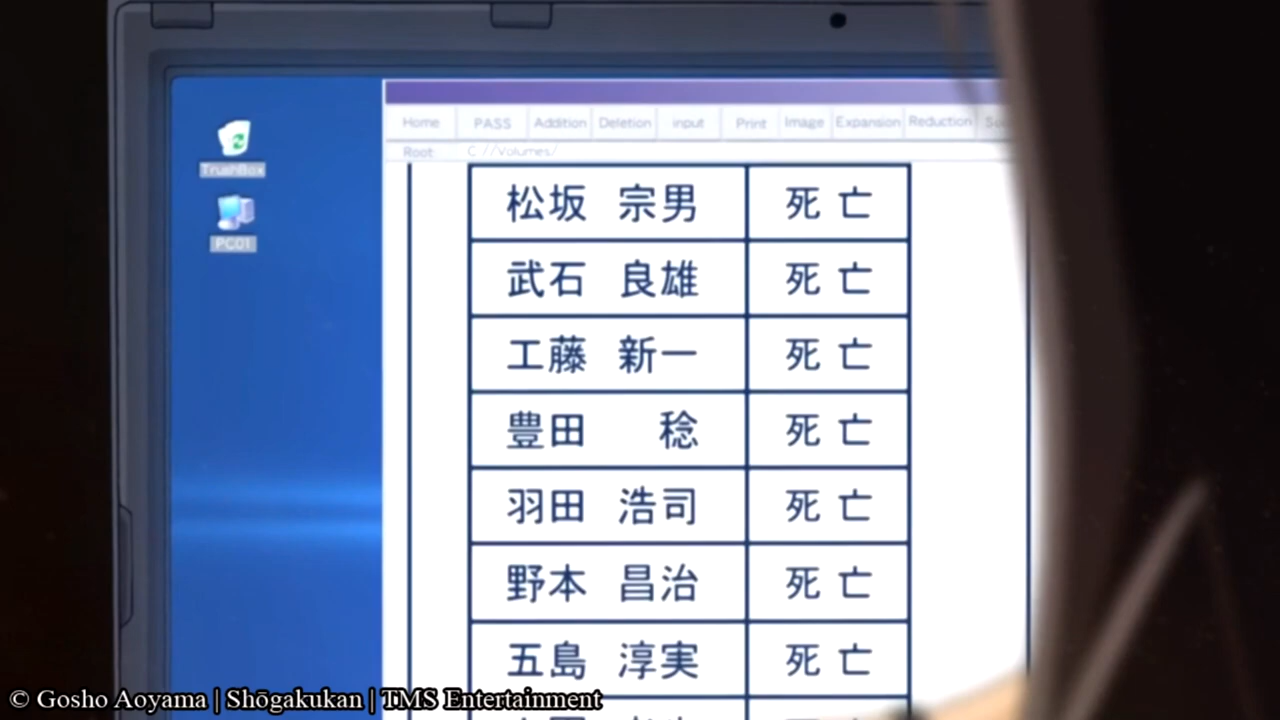 Home PASS Addition Deletion input Print Image Expansion Reduction
Root: C://Volumes/
TrushBox
PC01
松坂 宗男 死亡
武石 良雄 死亡
工藤 新一 死亡
豊田 稔 死亡
羽田 浩司 死亡
野本 昌治 死亡
五島 淳実 死亡
© Gosho Aoyama | Shōgakukan | TMS Entertainment